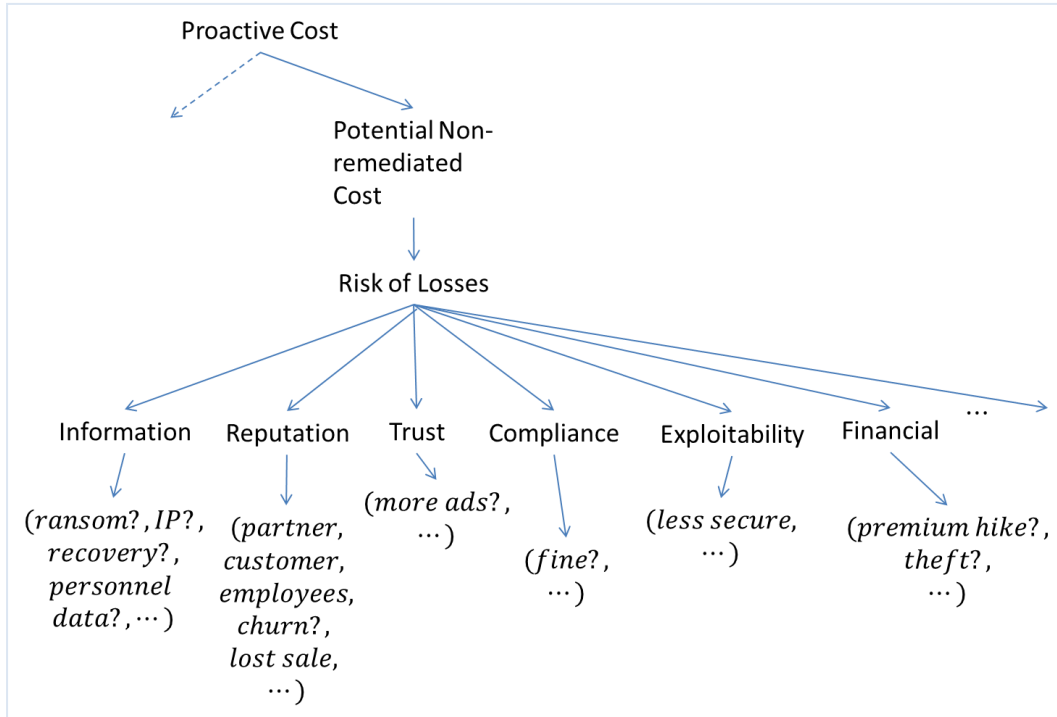 Proactive Cost
Potential Non-
remediated
Cost
Risk of Losses
...
Information
Reputation
Trust
Compliance
Exploitability
Financial
(ransom?, IP?,
recovery?,
personnel
data?, ⋯)
(partner,
customer,
employees,
churn?,
lost sale,
⋯)
(more ads?,
⋯)
(fine?,
⋯)
(less secure,
⋯)
(premium hike?,
theft?,
⋯)